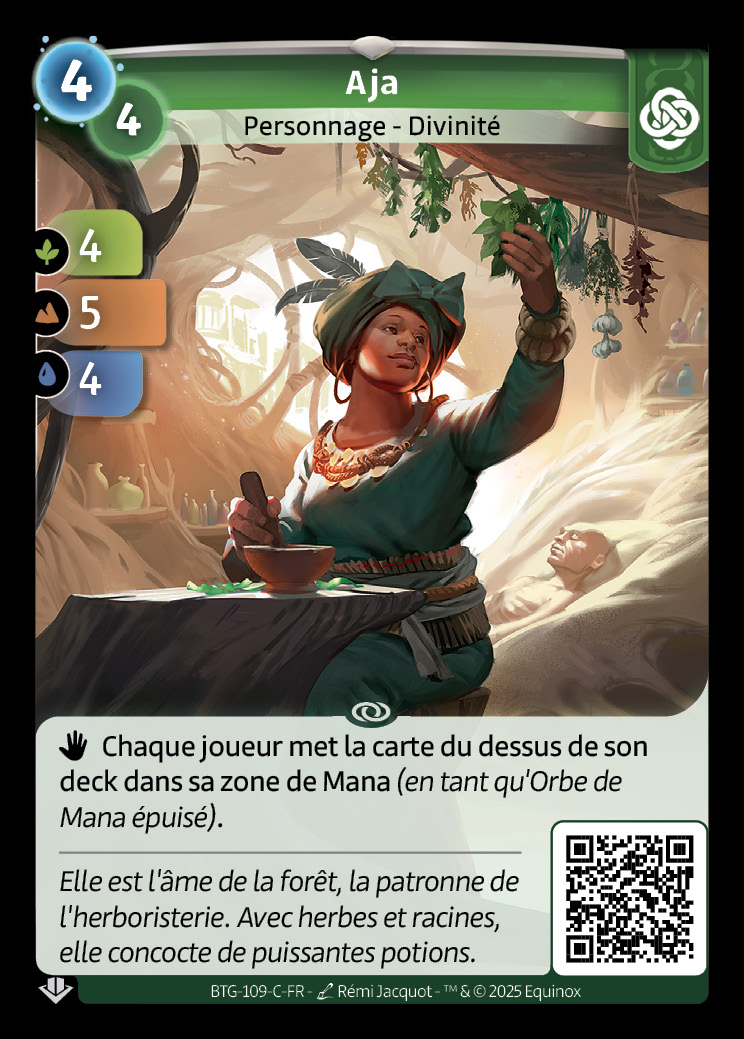 4
Aja
4
Personnage - Divinité
4
5
4
Chaque joueur met la carte du dessus de son
deck dans sa zone de Mana (en tant qu'Orbe de
Mana épuisé).
Elle est l'âme de la forêt, la patronne de
l'herboristerie. Avec herbes et racines,
elle concocte de puissantes potions.
BTG-109-C-FR - Rémi Jacquot - ™ & © 2025 Equinox